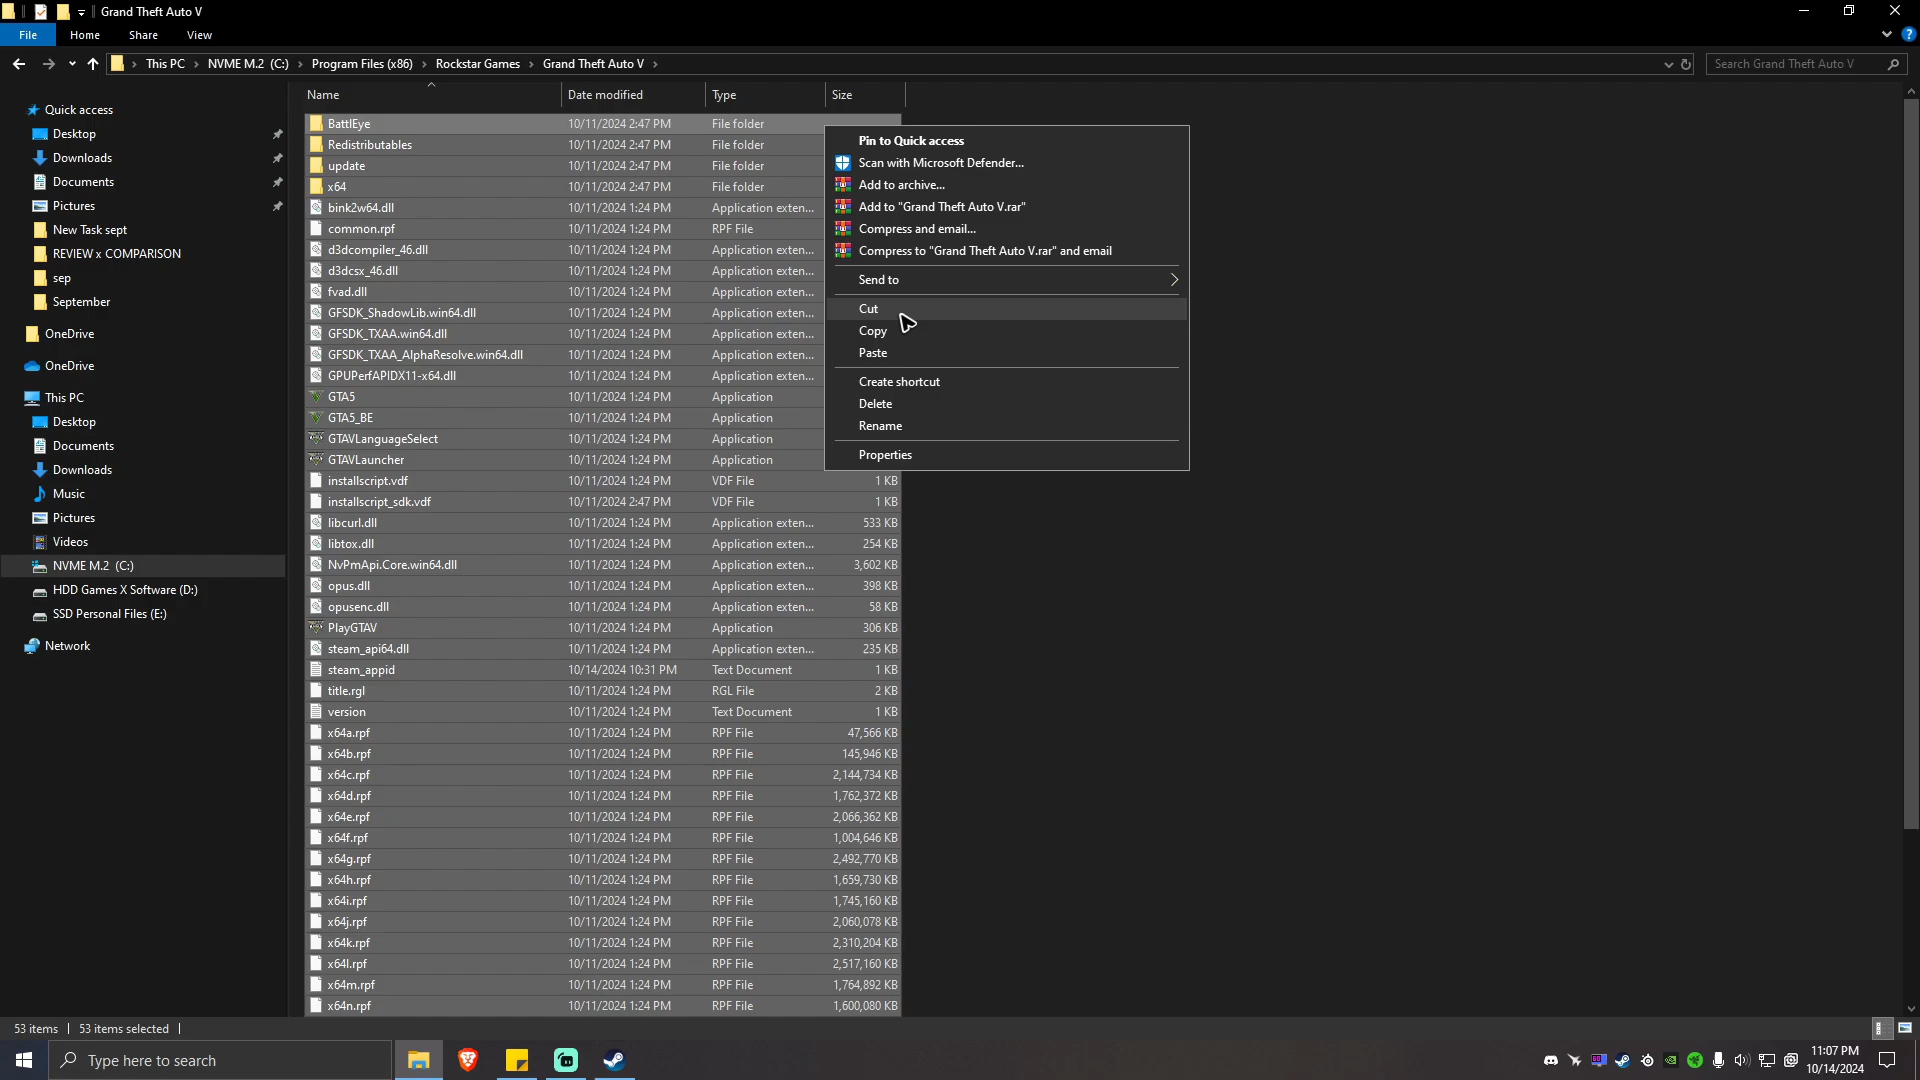 Grand Theft Auto V
File Home Share View
This PC NVME M.2 (C:) Program Files (x86) Rockstar Games Grand Theft Auto V Search Grand Theft Auto V
Quick access
Desktop
Downloads
Documents
Pictures
New Task sept
REVIEW x COMPARISON
sep
September
OneDrive
OneDrive
This PC
Desktop
Documents
Downloads
Music
Pictures
Videos
NVME M.2 (C:)
HDD Games X Software (D:)
SSD Personal Files (E:)
Network
Name Date modified Type Size
BattlEye 10/11/2024 2:47 PM File folder
Redistributables 10/11/2024 2:47 PM File folder
update 10/11/2024 2:47 PM File folder
x64 10/11/2024 2:47 PM File folder
bink2w64.dll 10/11/2024 1:24 PM Application exten...
common.rpf 10/11/2024 1:24 PM RPF File
d3dcompiler_46.dll 10/11/2024 1:24 PM Application exten...
d3dcsx_46.dll 10/11/2024 1:24 PM Application exten...
fvad.dll 10/11/2024 1:24 PM Application exten...
GFSDK_ShadowLib.win64.dll 10/11/2024 1:24 PM Application exten...
GFSDK_TXAA.win64.dll 10/11/2024 1:24 PM Application exten...
GFSDK_TXAA_AlphaResolve.win64.dll 10/11/2024 1:24 PM Application exten...
GPUPerfAPIDX11-x64.dll 10/11/2024 1:24 PM Application exten...
GTA5 10/11/2024 1:24 PM Application
GTA5_BE 10/11/2024 1:24 PM Application
GTAVLanguageSelect 10/11/2024 1:24 PM Application
GTAVLauncher 10/11/2024 1:24 PM Application
installscript.vdf 10/11/2024 1:24 PM VDF File 1 KB
installscript_sdk.vdf 10/11/2024 2:47 PM VDF File 1 KB
libcurl.dll 10/11/2024 1:24 PM Application exten... 533 KB
libtox.dll 10/11/2024 1:24 PM Application exten... 254 KB
NvPmApi.Core.win64.dll 10/11/2024 1:24 PM Application exten... 3,602 KB
opus.dll 10/11/2024 1:24 PM Application exten... 398 KB
opusenc.dll 10/11/2024 1:24 PM Application exten... 58 KB
PlayGTAV 10/11/2024 1:24 PM Application 306 KB
steam_api64.dll 10/11/2024 1:24 PM Application exten... 235 KB
steam_appid 10/14/2024 10:31 PM Text Document 1 KB
title.rgl 10/11/2024 1:24 PM RGL File 2 KB
version 10/11/2024 1:24 PM Text Document 1 KB
x64a.rpf 10/11/2024 1:24 PM RPF File 47,566 KB
x64b.rpf 10/11/2024 1:24 PM RPF File 145,946 KB
x64c.rpf 10/11/2024 1:24 PM RPF File 2,144,734 KB
x64d.rpf 10/11/2024 1:24 PM RPF File 1,762,372 KB
x64e.rpf 10/11/2024 1:24 PM RPF File 2,066,362 KB
x64f.rpf 10/11/2024 1:24 PM RPF File 1,004,646 KB
x64g.rpf 10/11/2024 1:24 PM RPF File 2,492,770 KB
x64h.rpf 10/11/2024 1:24 PM RPF File 1,659,730 KB
x64i.rpf 10/11/2024 1:24 PM RPF File 1,745,160 KB
x64j.rpf 10/11/2024 1:24 PM RPF File 2,060,078 KB
x64k.rpf 10/11/2024 1:24 PM RPF File 2,310,204 KB
x64l.rpf 10/11/2024 1:24 PM RPF File 2,517,160 KB
x64m.rpf 10/11/2024 1:24 PM RPF File 1,764,892 KB
x64n.rpf 10/11/2024 1:24 PM RPF File 1,600,080 KB
Pin to Quick access
Scan with Microsoft Defender...
Add to archive...
Add to "Grand Theft Auto V.rar"
Compress and email...
Compress to "Grand Theft Auto V.rar" and email
Send to
Cut
Copy
Paste
Create shortcut
Delete
Rename
Properties
53 items 53 items selected
Type here to search
11:07 PM
10/14/2024